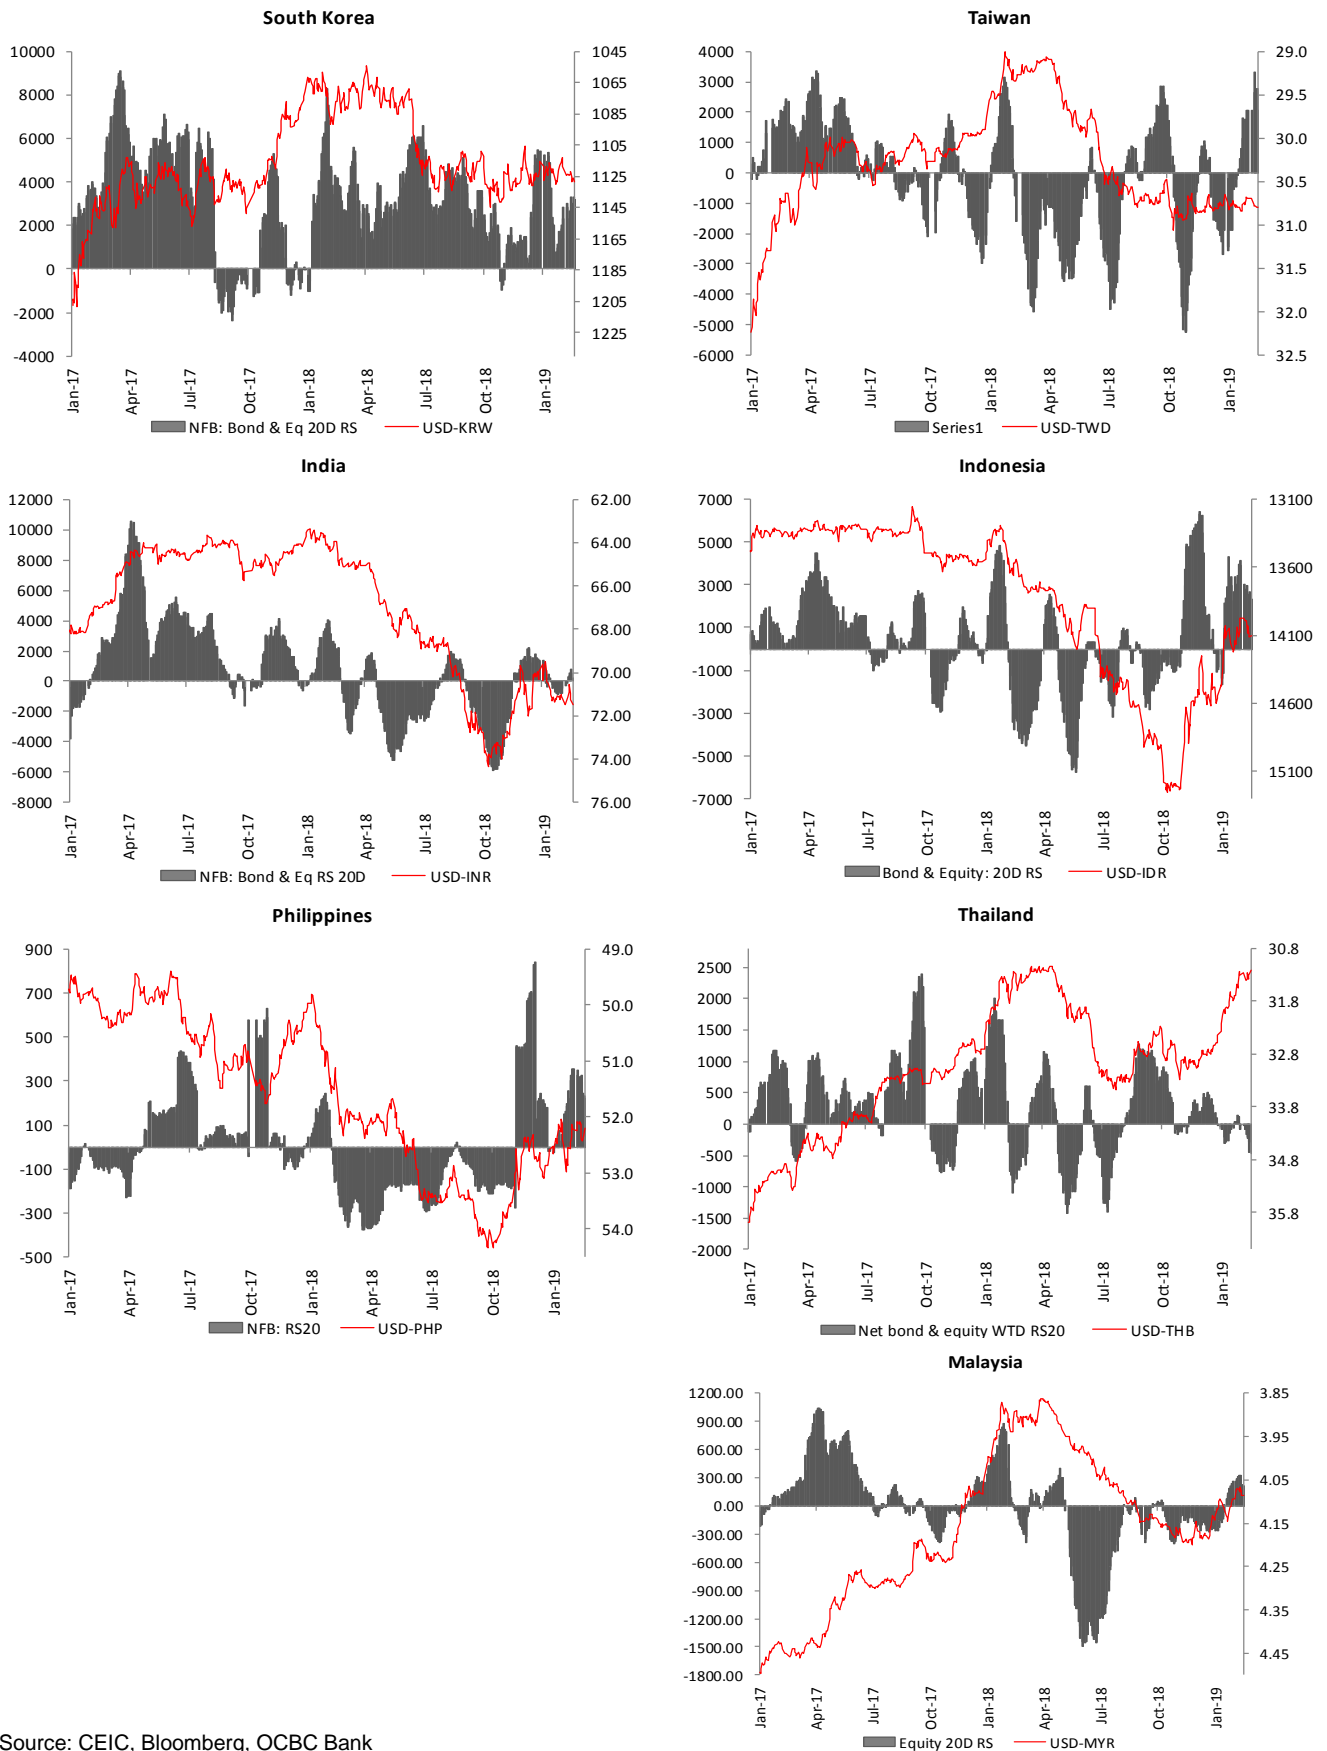 South Korea
10000
8000
6000
4000
2000
0
-2000
-4000
1045
1065
1085
1105
1125
1145
1165
1185
1205
1225
Jan-17
Apr-17
Jul-17
Oct-17
Jan-18
Apr-18
Jul-18
Oct-18
Jan-19
NFB: Bond & Eq 20D RS
USD-KRW
Taiwan
4000
3000
2000
1000
0
-1000
-2000
-3000
-4000
-5000
-6000
29.0
29.5
30.0
30.5
31.0
31.5
32.0
32.5
Jan-17
Apr-17
Jul-17
Oct-17
Jan-18
Apr-18
Jul-18
Oct-18
Jan-19
Series1
USD-TWD
India
12000
10000
8000
6000
4000
2000
0
-2000
-4000
-6000
-8000
62.00
64.00
66.00
68.00
70.00
72.00
74.00
76.00
Jan-17
Apr-17
Jul-17
Oct-17
Jan-18
Apr-18
Jul-18
Oct-18
Jan-19
NFB: Bond & Eq RS 20D
USD-INR
Indonesia
7000
5000
3000
1000
-1000
-3000
-5000
-7000
13100
13600
14100
14600
15100
Jan-17
Apr-17
Jul-17
Oct-17
Jan-18
Apr-18
Jul-18
Oct-18
Jan-19
Bond & Equity: 20D RS
USD-IDR
Philippines
900
700
500
300
100
-100
-300
-500
49.0
50.0
51.0
52.0
53.0
54.0
Jan-17
Apr-17
Jul-17
Oct-17
Jan-18
Apr-18
Jul-18
Oct-18
Jan-19
NFB: RS20
USD-PHP
Thailand
2500
2000
1500
1000
500
0
-500
-1000
-1500
-2000
30.8
31.8
32.8
33.8
34.8
35.8
Jan-17
Apr-17
Jul-17
Oct-17
Jan-18
Apr-18
Jul-18
Oct-18
Jan-19
Net bond & equity WTD RS20
USD-THB
Malaysia
1200.00
900.00
600.00
300.00
0.00
-300.00
-600.00
-900.00
-1200.00
-1500.00
-1800.00
3.85
3.95
4.05
4.15
4.25
4.35
4.45
Jan-17
Apr-17
Jul-17
Oct-17
Jan-18
Apr-18
Jul-18
Oct-18
Jan-19
Equity 20D RS
USD-MYR
Source: CEIC, Bloomberg, OCBC Bank